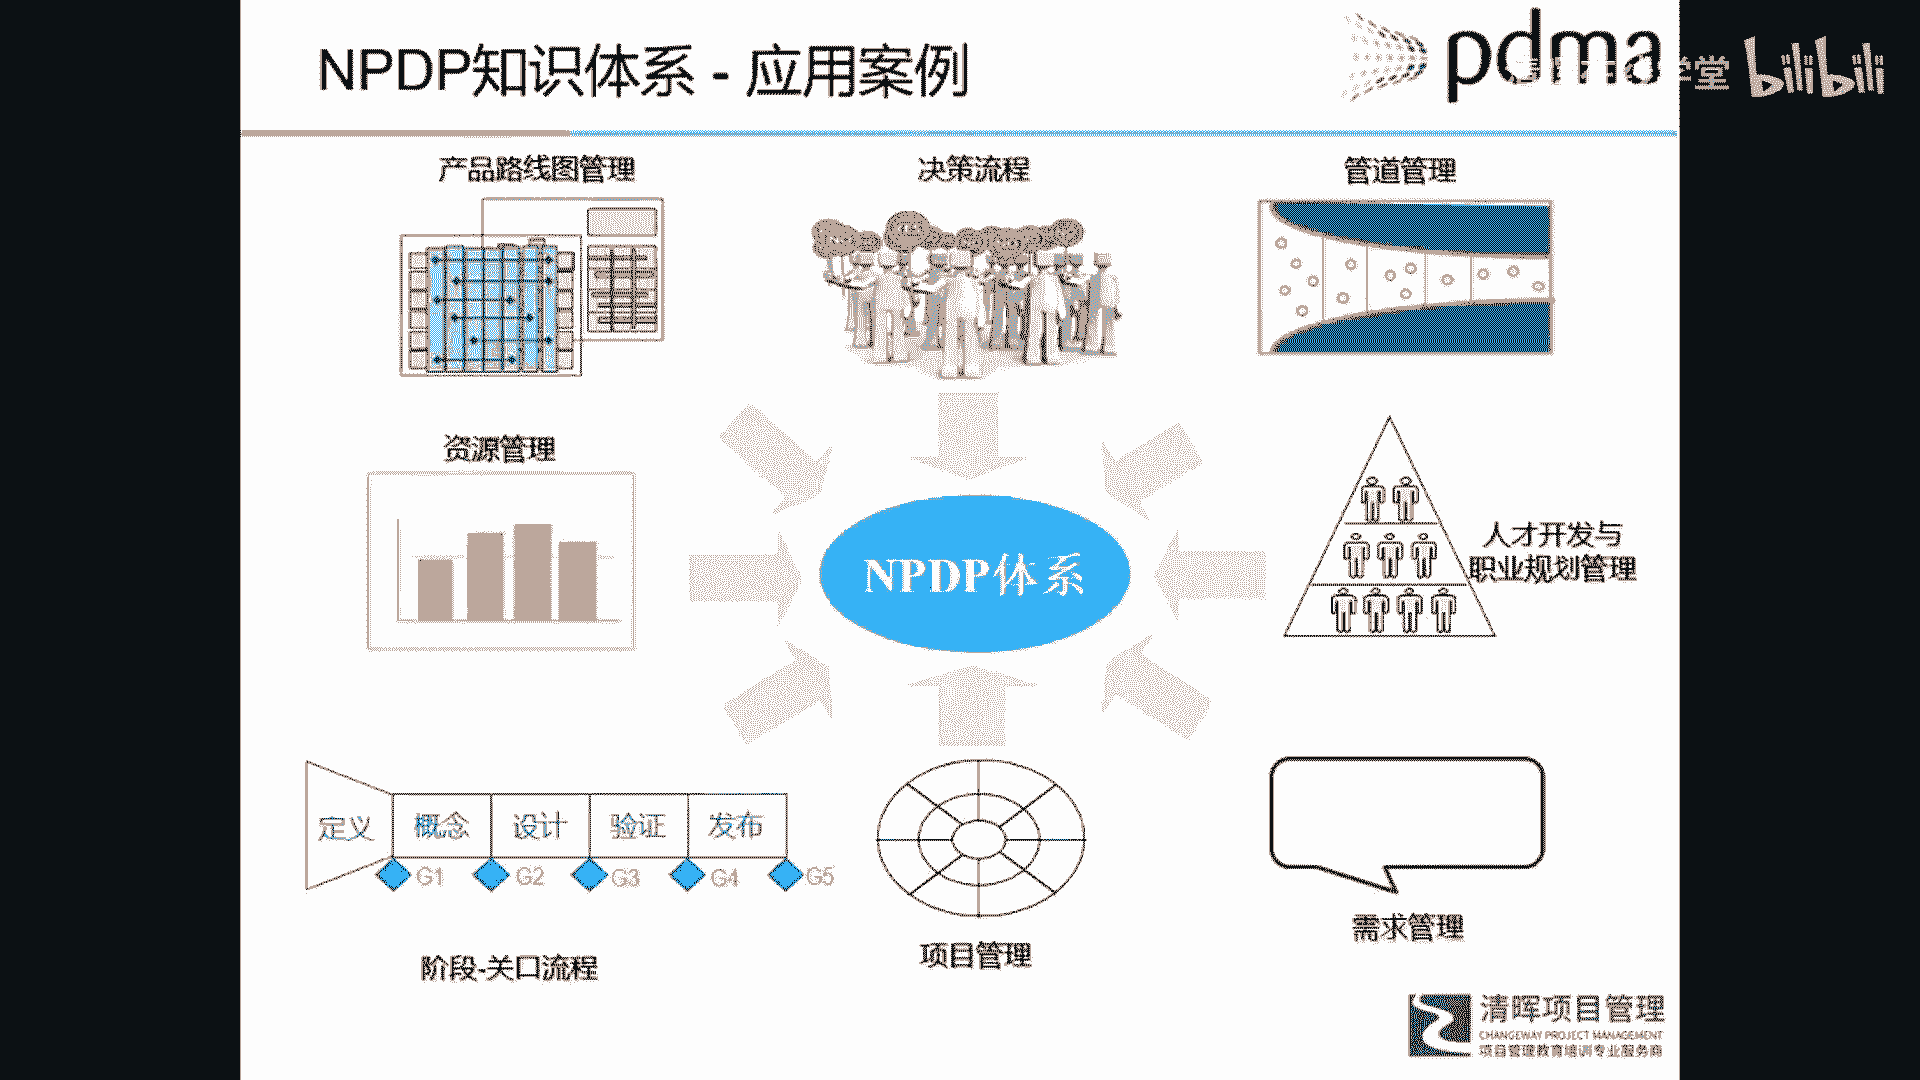 NPDP知识体系 - 应用案例
pdma
学堂
bilibili
产品路线图管理
决策流程
管道管理
资源管理
NPDP体系
人才开发与
职业规划管理
定义
概念
设计
验证
发布
G1
G2
G3
G4
G5
阶段-关口流程
项目管理
需求管理
清晖项目管理
CHANGEWAY PROJECT MANAGEMENT
项目管理教育培训专业服务商